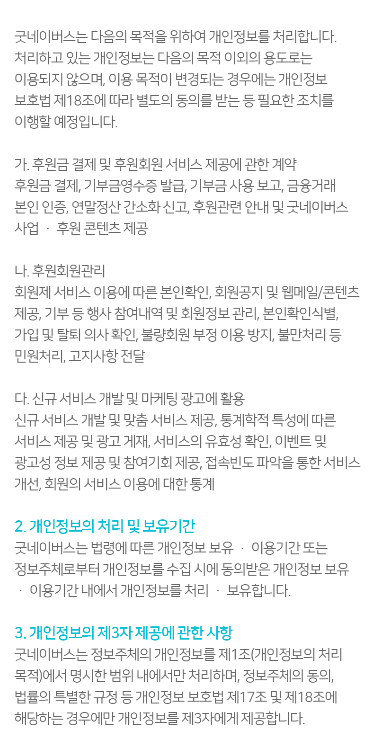 굿네이버스는 다음의 목적을 위하여 개인정보를 처리합니다.
처리하고 있는 개인정보는 다음의 목적 이외의 용도로는
이용되지 않으며, 이용 목적이 변경되는 경우에는 개인정보
보호법 제18조에 따라 별도의 동의를 받는 등 필요한 조치를
이행할 예정입니다.
가. 후원금 결제 및 후원회원 서비스 제공에 관한 계약
후원금 결제, 기부금영수증 발급, 기부금 사용 보고, 금융거래
본인 인증, 연말정산 간소화 신고, 후원관련 안내 및 굿네이버스
사업 · 후원 콘텐츠 제공
나. 후원회원관리
회원제 서비스 이용에 따른 본인확인, 회원공지 및 웹메일/콘텐츠
제공, 기부 등 행사 참여내역 및 회원정보 관리, 본인확인식별,
가입 및 탈퇴 의사 확인, 불량회원 부정 이용 방지, 불만처리 등
민원처리, 고지사항 전달
다. 신규 서비스 개발 및 마케팅 광고에 활용
신규 서비스 개발 및 맞춤 서비스 제공, 통계학적 특성에 따른
서비스 제공 및 광고 게재, 서비스의 유효성 확인, 이벤트 및
광고성 정보 제공 및 참여기회 제공, 접속빈도 파악을 통한 서비스
개선, 회원의 서비스 이용에 대한 통계
2. 개인정보의 처리 및 보유기간
굿네이버스는 법령에 따른 개인정보 보유 · 이용기간 또는
정보주체로부터 개인정보를 수집 시에 동의받은 개인정보 보유
· 이용기간 내에서 개인정보를 처리 · 보유합니다.
3. 개인정보의 제3자 제공에 관한 사항
굿네이버스는 정보주체의 개인정보를 제1조(개인정보의 처리
목적)에서 명시한 범위 내에서만 처리하며, 정보주체의 동의,
법률의 특별한 규정 등 개인정보 보호법 제17조 및 제18조에
해당하는 경우에만 개인정보를 제3자에게 제공합니다.